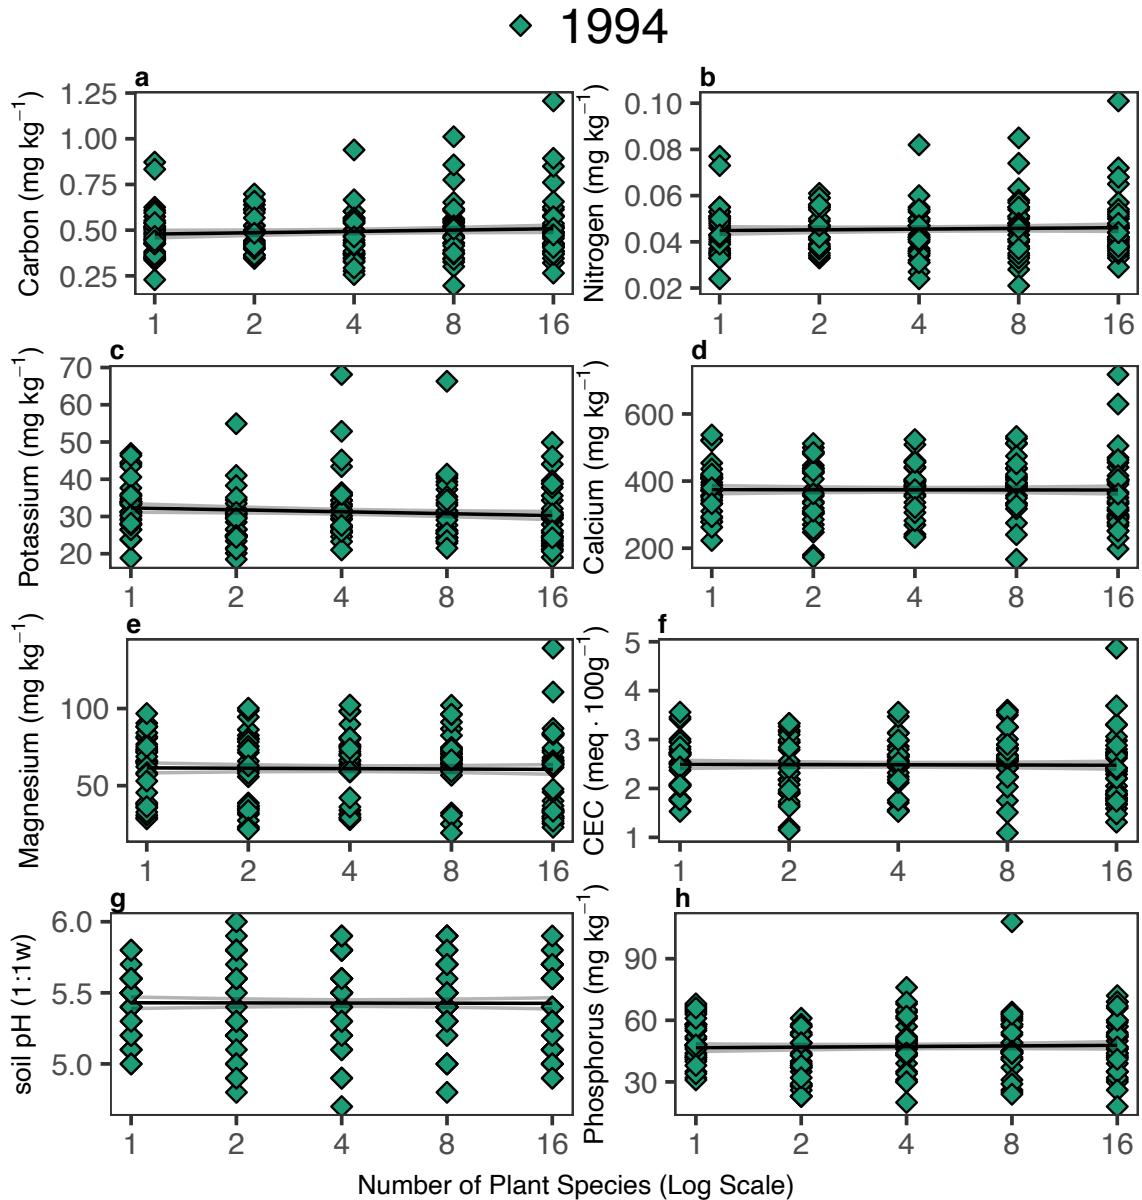 1994
a
Carbon (mg kg⁻¹)
1.25
1.00
0.75
0.50
0.25
1 2 4 8 16
b
Nitrogen (mg kg⁻¹)
0.10
0.08
0.06
0.04
0.02
1 2 4 8 16
c
Potassium (mg kg⁻¹)
70
60
50
40
30
20
1 2 4 8 16
d
Calcium (mg kg⁻¹)
600
400
200
1 2 4 8 16
e
Magnesium (mg kg⁻¹)
100
50
1 2 4 8 16
f
CEC (meq · 100g⁻¹)
5
4
3
2
1
1 2 4 8 16
g
soil pH (1:1w)
6.0
5.5
5.0
1 2 4 8 16
h
Phosphorus (mg kg⁻¹)
90
60
30
1 2 4 8 16
Number of Plant Species (Log Scale)